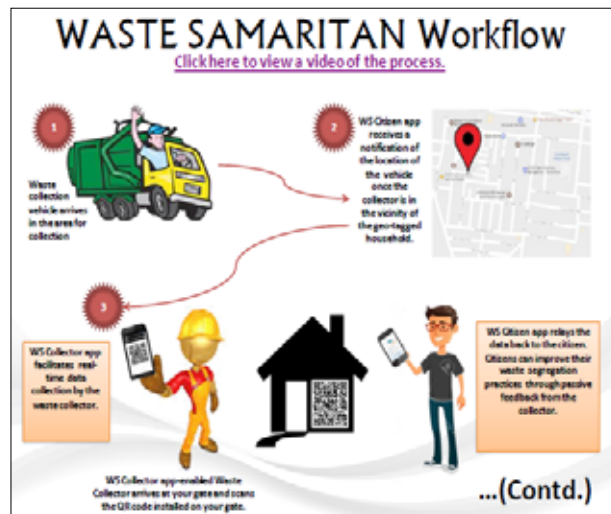 WASTE SAMARITAN Workflow
Click here to view a video of the process.
1
Waste
collection
vehicle arrives
in the area for
collection
2
WS Citizen app
receives a
notification of the
location of the
vehicle
once the
collector is in
the vicinity of
the geo-tagged
household.
3
WS Collector app
facilitates real-
time data
collection by the
waste collector.
WS Collector app-enabled Waste
Collector arrives at your gate and scans
the QR code installed on your gate.
WS Citizen app relays the
data back to the citizen.
Citizens can improve their
waste segregation
practices through passive
feedback from the
collector.
...(Contd.)